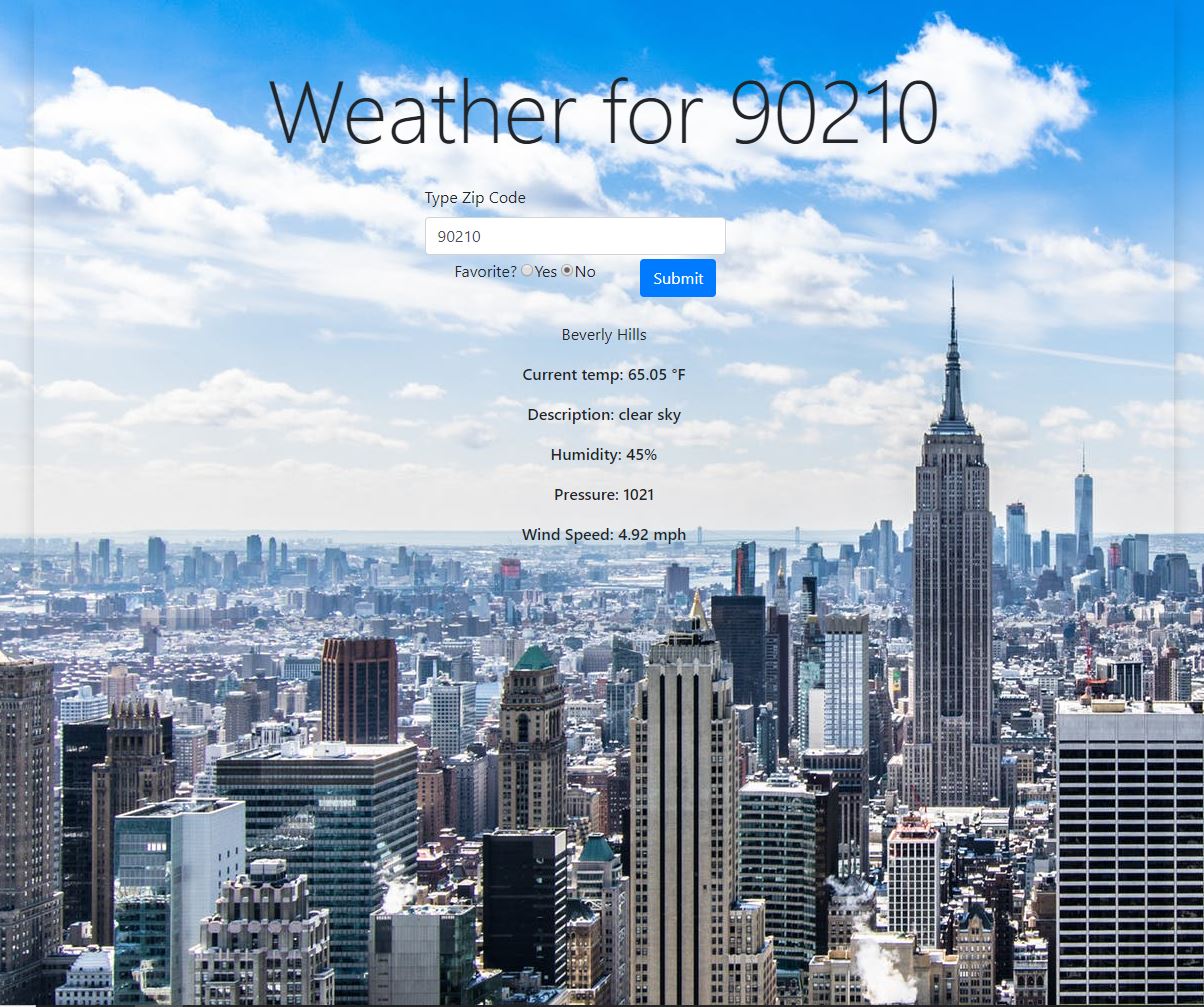 Weather for 90210
Type Zip Code
90210
Favorite? Yes No Submit
Beverly Hills
Current temp: 65.05 °F
Description: clear sky
Humidity: 45%
Pressure: 1021
Wind Speed: 4.92 mph